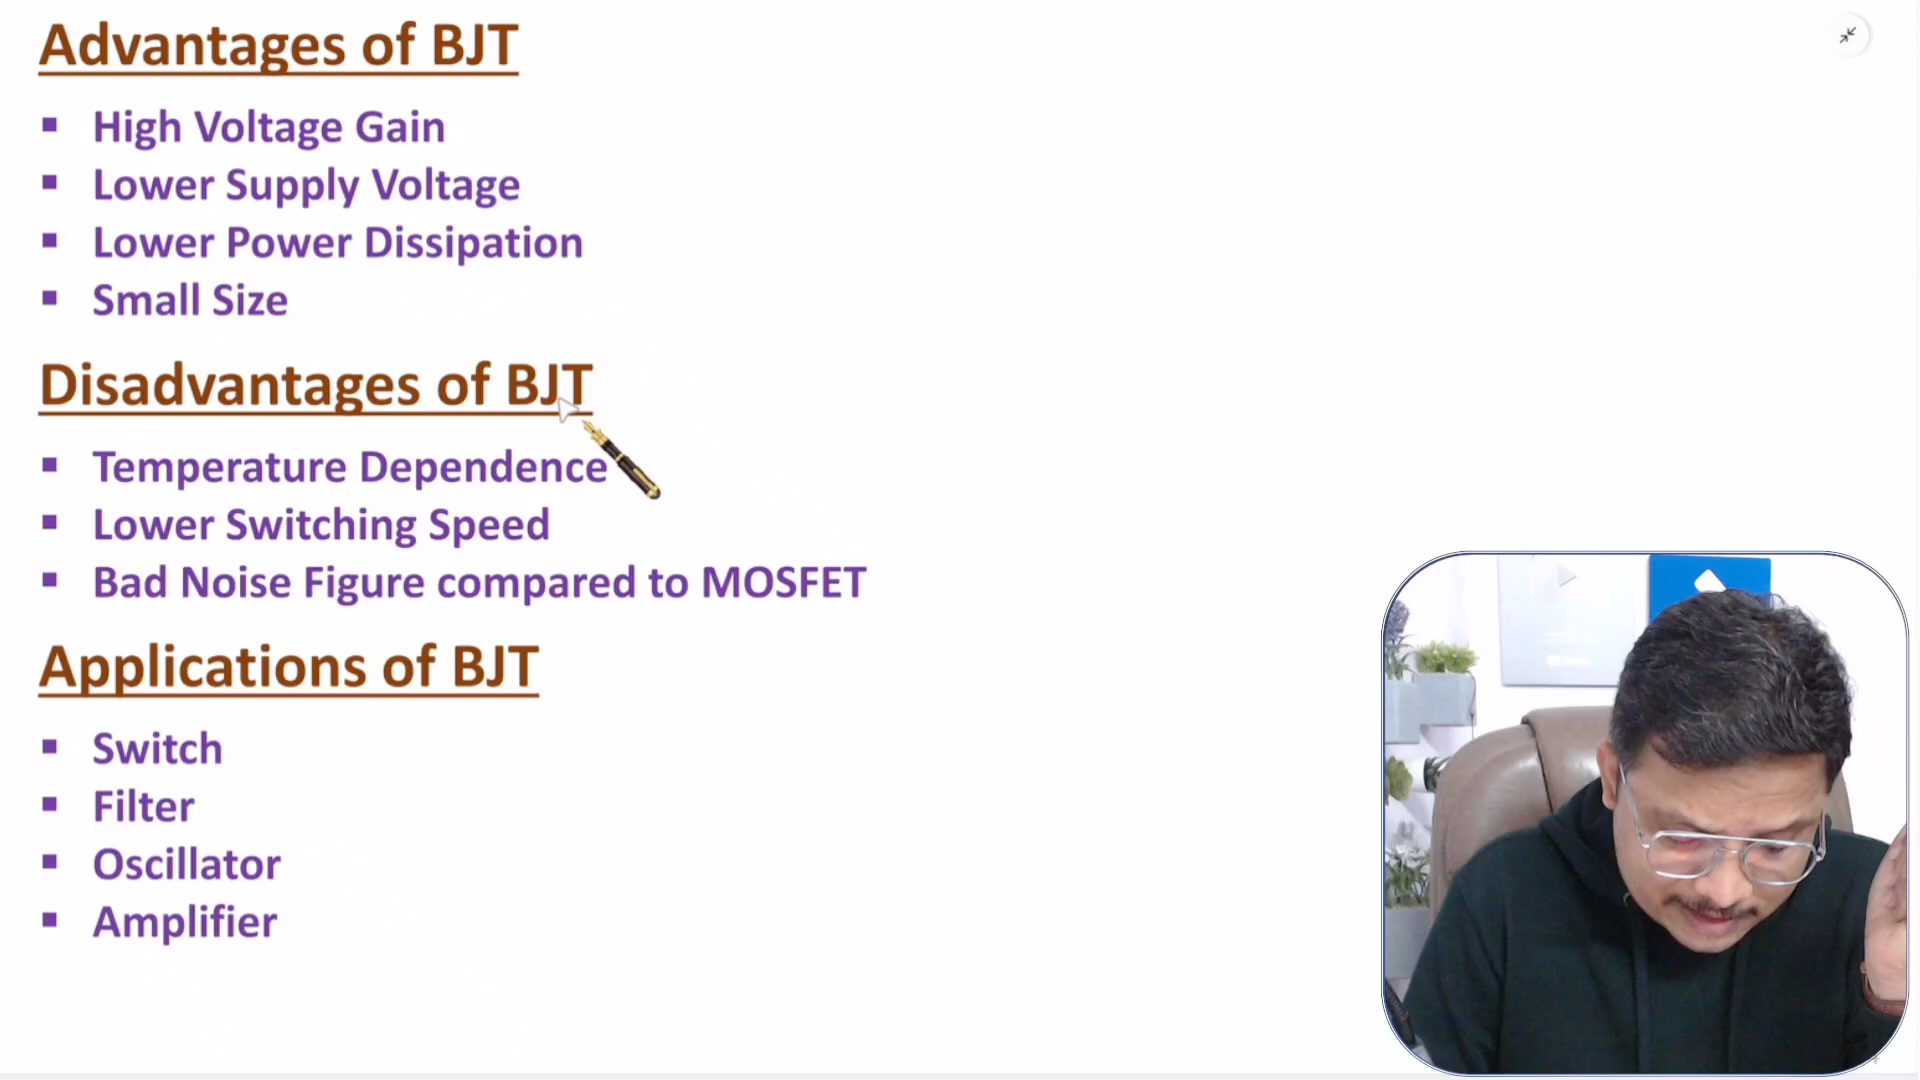 Advantages of BJT
▪ High Voltage Gain
▪ Lower Supply Voltage
▪ Lower Power Dissipation
▪ Small Size
Disadvantages of BJT
▪ Temperature Dependence
▪ Lower Switching Speed
▪ Bad Noise Figure compared to MOSFET
Applications of BJT
▪ Switch
▪ Filter
▪ Oscillator
▪ Amplifier